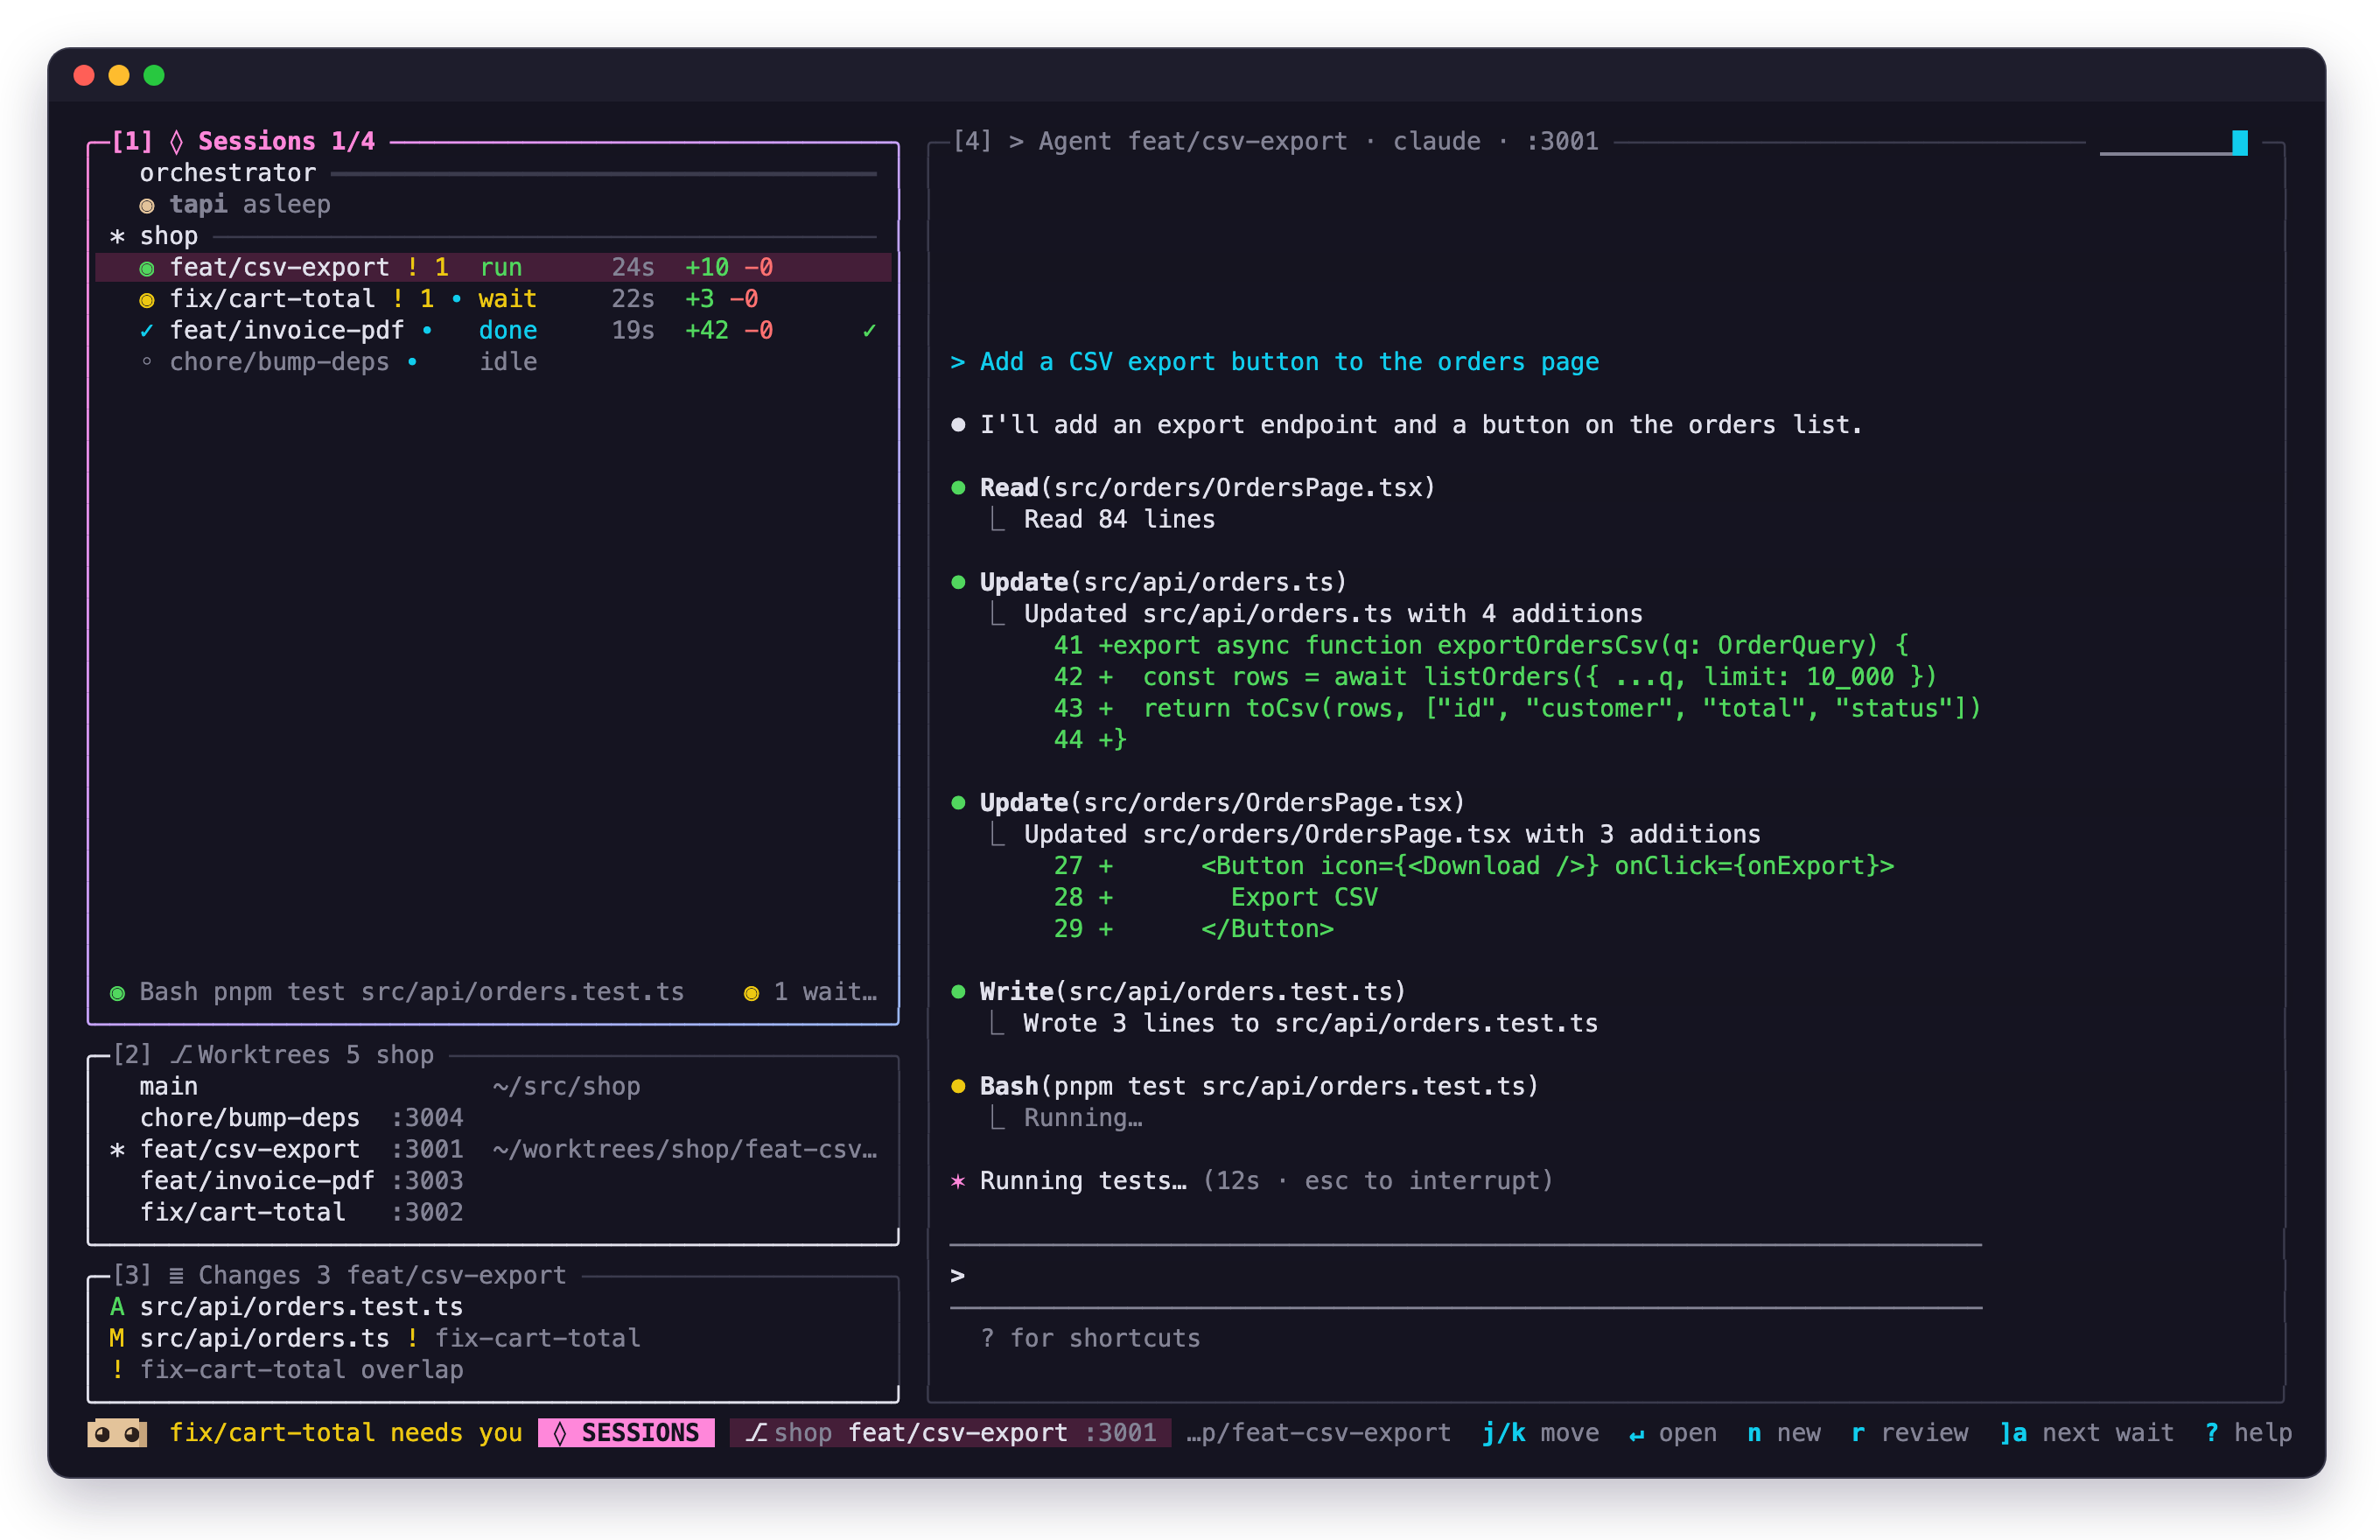 [1] ◊ Sessions 1/4
orchestrator
◉ tapi asleep
* shop
◉ feat/csv-export ! 1 run 24s +10 −0
◉ fix/cart-total ! 1 • wait 22s +3 −0
✓ feat/invoice-pdf • done 19s +42 −0 ✓
◦ chore/bump-deps • idle
◉ Bash pnpm test src/api/orders.test.ts ◉ 1 wait…
[2] ⎇ Worktrees 5 shop
main ~/src/shop
chore/bump-deps :3004
* feat/csv-export :3001 ~/worktrees/shop/feat-csv…
feat/invoice-pdf :3003
fix/cart-total :3002
[3] ≣ Changes 3 feat/csv-export
A src/api/orders.test.ts
M src/api/orders.ts ! fix-cart-total
! fix-cart-total overlap
[4] > Agent feat/csv-export · claude · :3001
> Add a CSV export button to the orders page
● I'll add an export endpoint and a button on the orders list.
● Read(src/orders/OrdersPage.tsx)
⎿ Read 84 lines
● Update(src/api/orders.ts)
⎿ Updated src/api/orders.ts with 4 additions
41 +export async function exportOrdersCsv(q: OrderQuery) {
42 +  const rows = await listOrders({ ...q, limit: 10_000 })
43 +  return toCsv(rows, ["id", "customer", "total", "status"])
44 +}
● Update(src/orders/OrdersPage.tsx)
⎿ Updated src/orders/OrdersPage.tsx with 3 additions
27 +      <Button icon={<Download />} onClick={onExport}>
28 +        Export CSV
29 +      </Button>
● Write(src/api/orders.test.ts)
⎿ Wrote 3 lines to src/api/orders.test.ts
● Bash(pnpm test src/api/orders.test.ts)
⎿ Running…
✶ Running tests… (12s · esc to interrupt)
>
? for shortcuts
fix/cart-total needs you ◊ SESSIONS ⎇ shop feat/csv-export :3001 …p/feat-csv-export j/k move ↵ open n new r review ]a next wait ? help